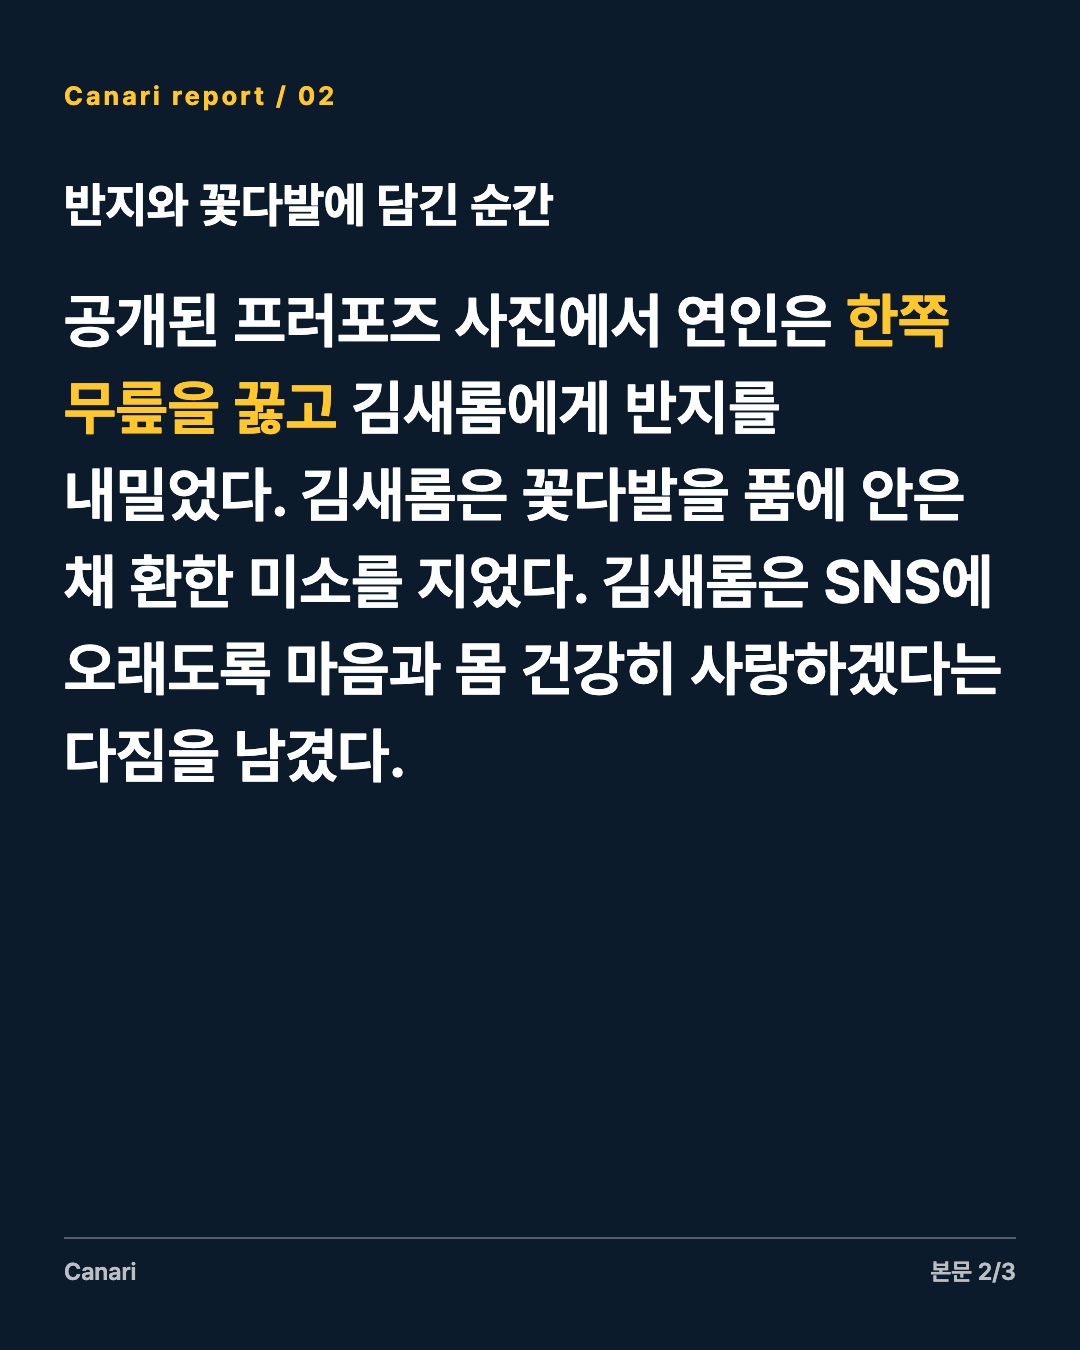 Canari report / 02
반지와 꽃다발에 담긴 순간
공개된 프러포즈 사진에서 연인은 한쪽
무릎을 꿇고 김새롬에게 반지를
내밀었다. 김새롬은 꽃다발을 품에 안은
채 환한 미소를 지었다. 김새롬은 SNS에
오래도록 마음과 몸 건강히 사랑하겠다는
다짐을 남겼다.
Canari
본문 2/3